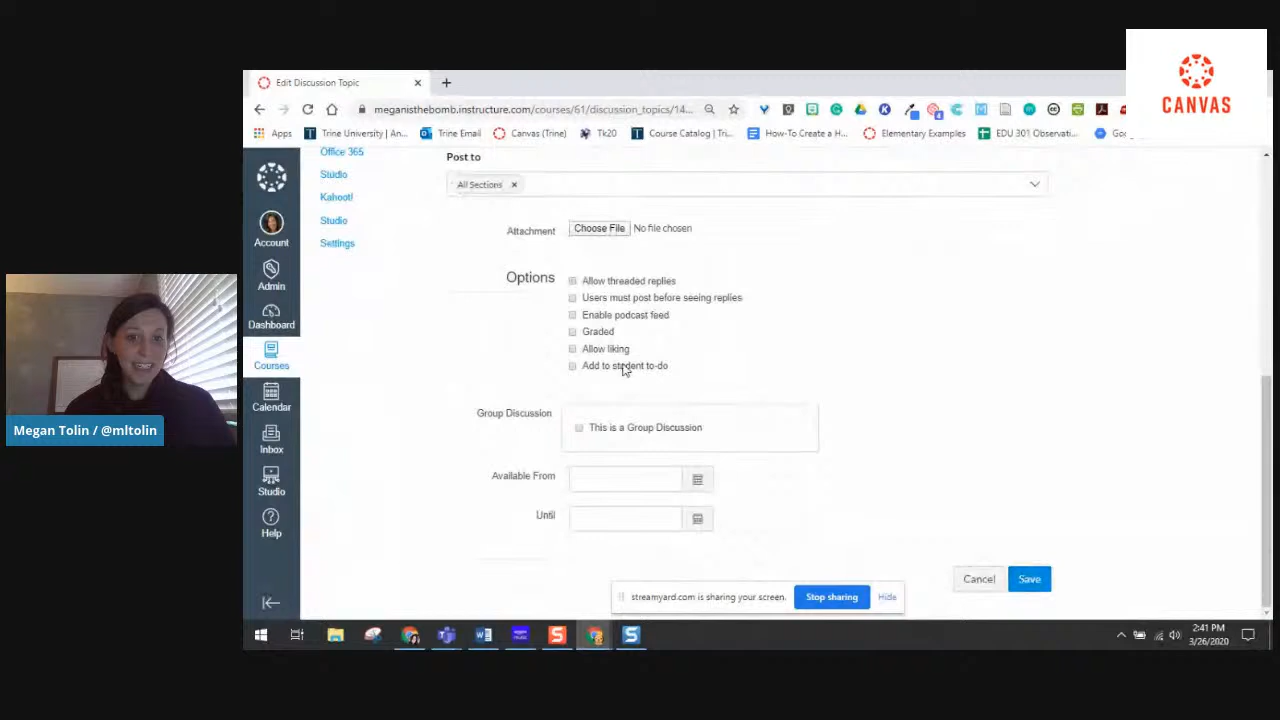 CANVAS
Edit Discussion Topic
meganisthebomb.instructure.com/courses/61/discussion_topics/14...
Apps
Trine University | An...
Trine Email
Canvas (Trine)
Tk20
Course Catalog | Tri...
How-To Create a H...
Elementary Examples
EDU 301 Observati...
Office 365
Studio
Kahoot!
Studio
Settings
Account
Admin
Dashboard
Courses
Calendar
Inbox
Studio
Help
Post to
All Sections
Attachment
Choose File No file chosen
Options
Allow threaded replies
Users must post before seeing replies
Enable podcast feed
Graded
Allow liking
Add to student to-do
Group Discussion
This is a Group Discussion
Available From
Until
Cancel
Save
streamyard.com is sharing your screen.
Stop sharing
Hide
Megan Tolin / @mltolin
2:41 PM
3/26/2020